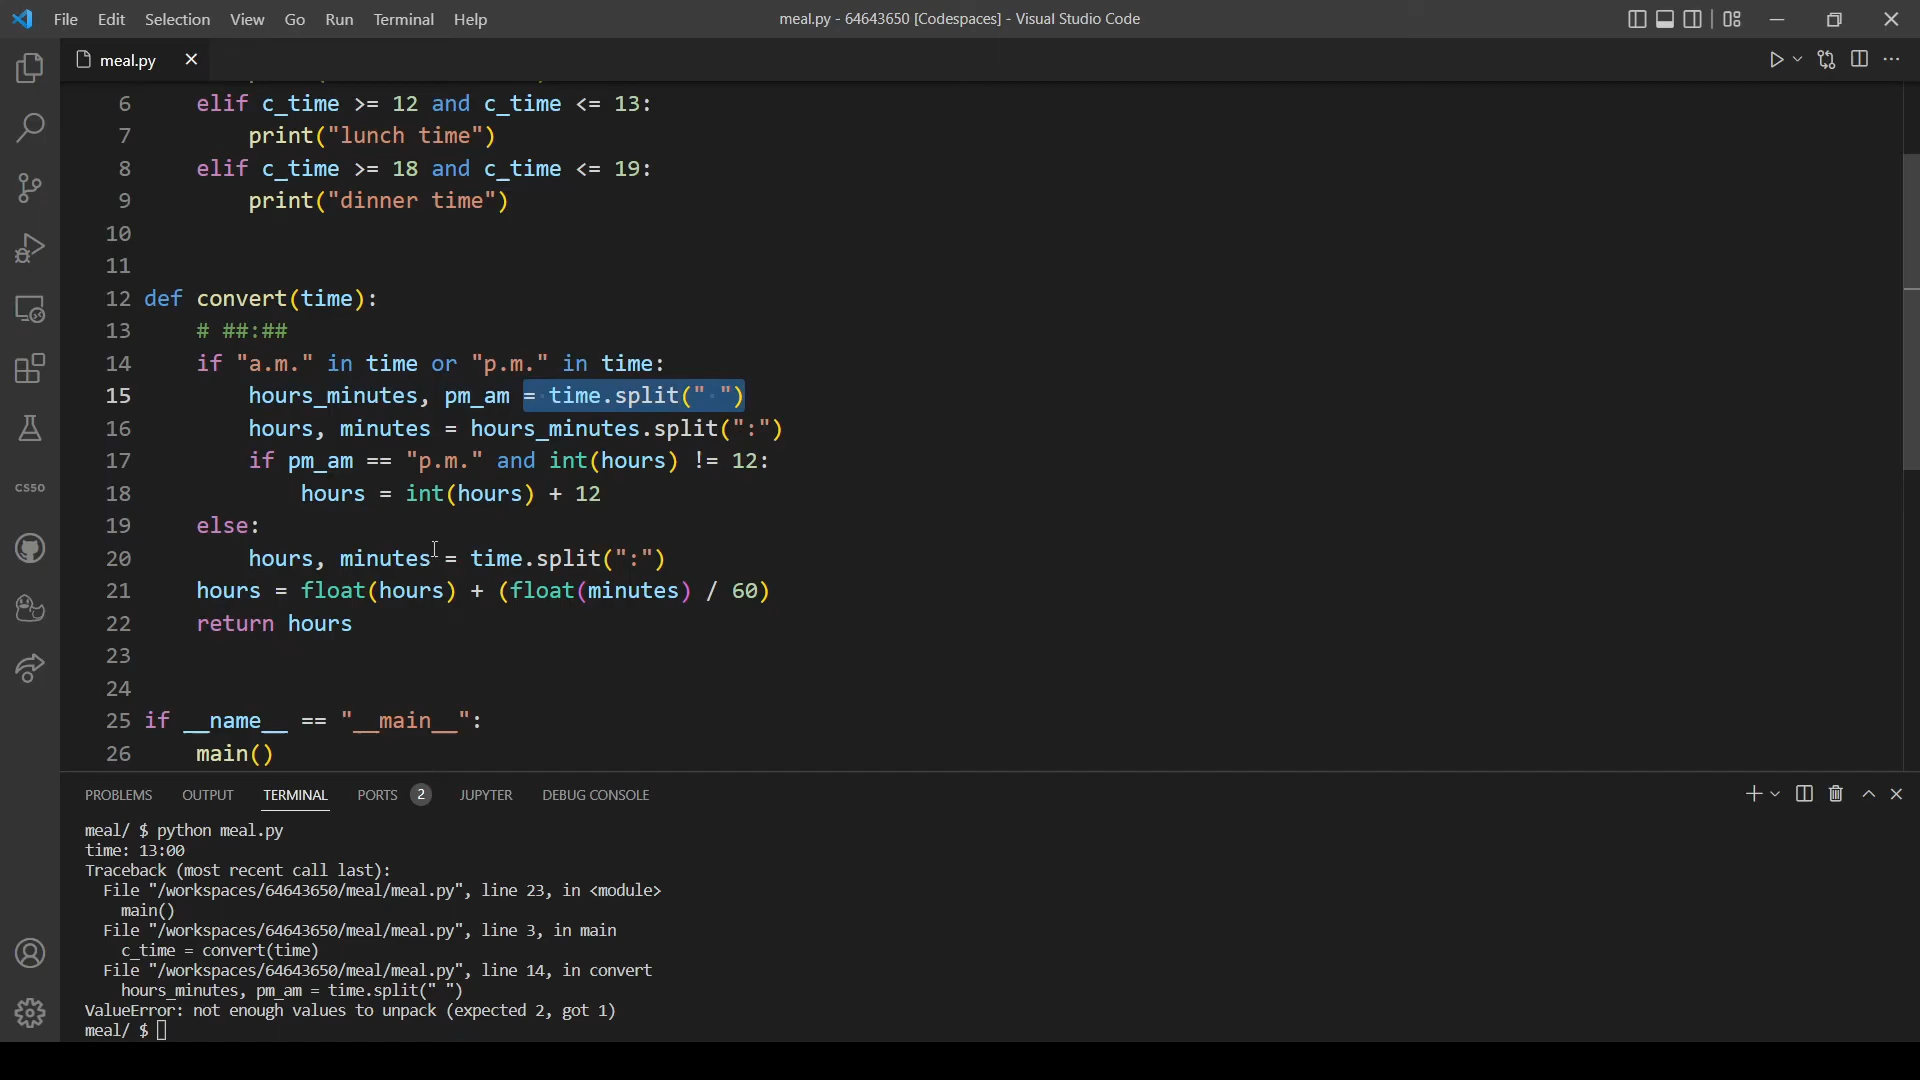 File Edit Selection View Go Run Terminal Help
meal.py - 64643650 [Codespaces] - Visual Studio Code
meal.py
6 elif c_time >= 12 and c_time <= 13:
7 print("lunch time")
8 elif c_time >= 18 and c_time <= 19:
9 print("dinner time")
10
11
12 def convert(time):
13 # ##:##
14 if "a.m." in time or "p.m." in time:
15 hours_minutes, pm_am = time.split(" ")
16 hours, minutes = hours_minutes.split(":")
17 if pm_am == "p.m." and int(hours) != 12:
18 hours = int(hours) + 12
19 else:
20 hours, minutes = time.split(":")
21 hours = float(hours) + (float(minutes) / 60)
22 return hours
23
24
25 if __name__ == "__main__":
26 main()
CS50
PROBLEMS OUTPUT TERMINAL PORTS 2 JUPYTER DEBUG CONSOLE
meal/ $ python meal.py
time: 13:00
Traceback (most recent call last):
File "/workspaces/64643650/meal/meal.py", line 23, in <module>
main()
File "/workspaces/64643650/meal/meal.py", line 3, in main
c_time = convert(time)
File "/workspaces/64643650/meal/meal.py", line 14, in convert
hours_minutes, pm_am = time.split(" ")
ValueError: not enough values to unpack (expected 2, got 1)
meal/ $